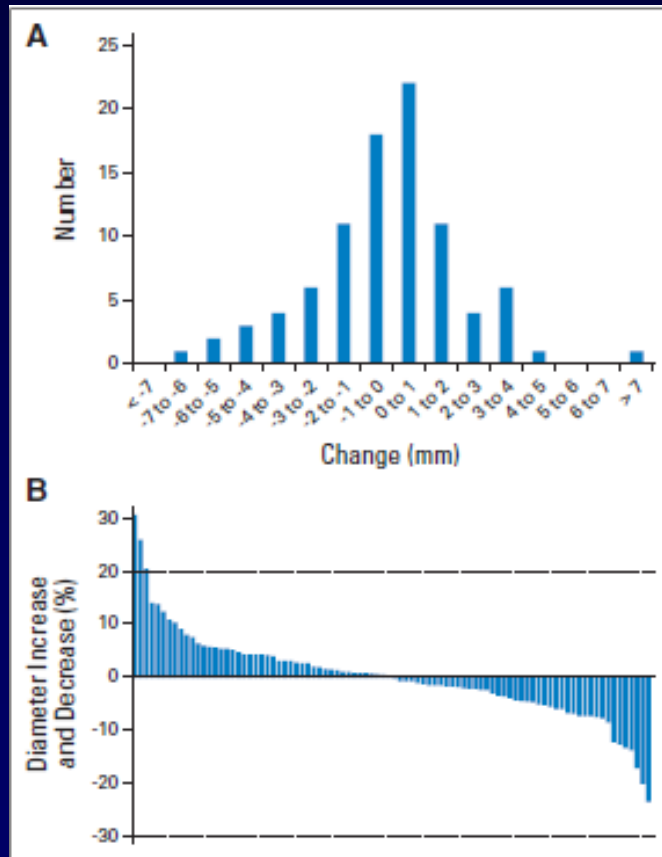 A
25
20
15
10
5
0
Number
< -7
-7 to -6
-6 to -5
-5 to -4
-4 to -3
-3 to -2
-2 to -1
-1 to 0
0 to 1
1 to 2
2 to 3
3 to 4
4 to 5
5 to 6
6 to 7
> 7
Change (mm)
B
30
20
10
0
-10
-20
-30
Diameter Increase
and Decrease (%)